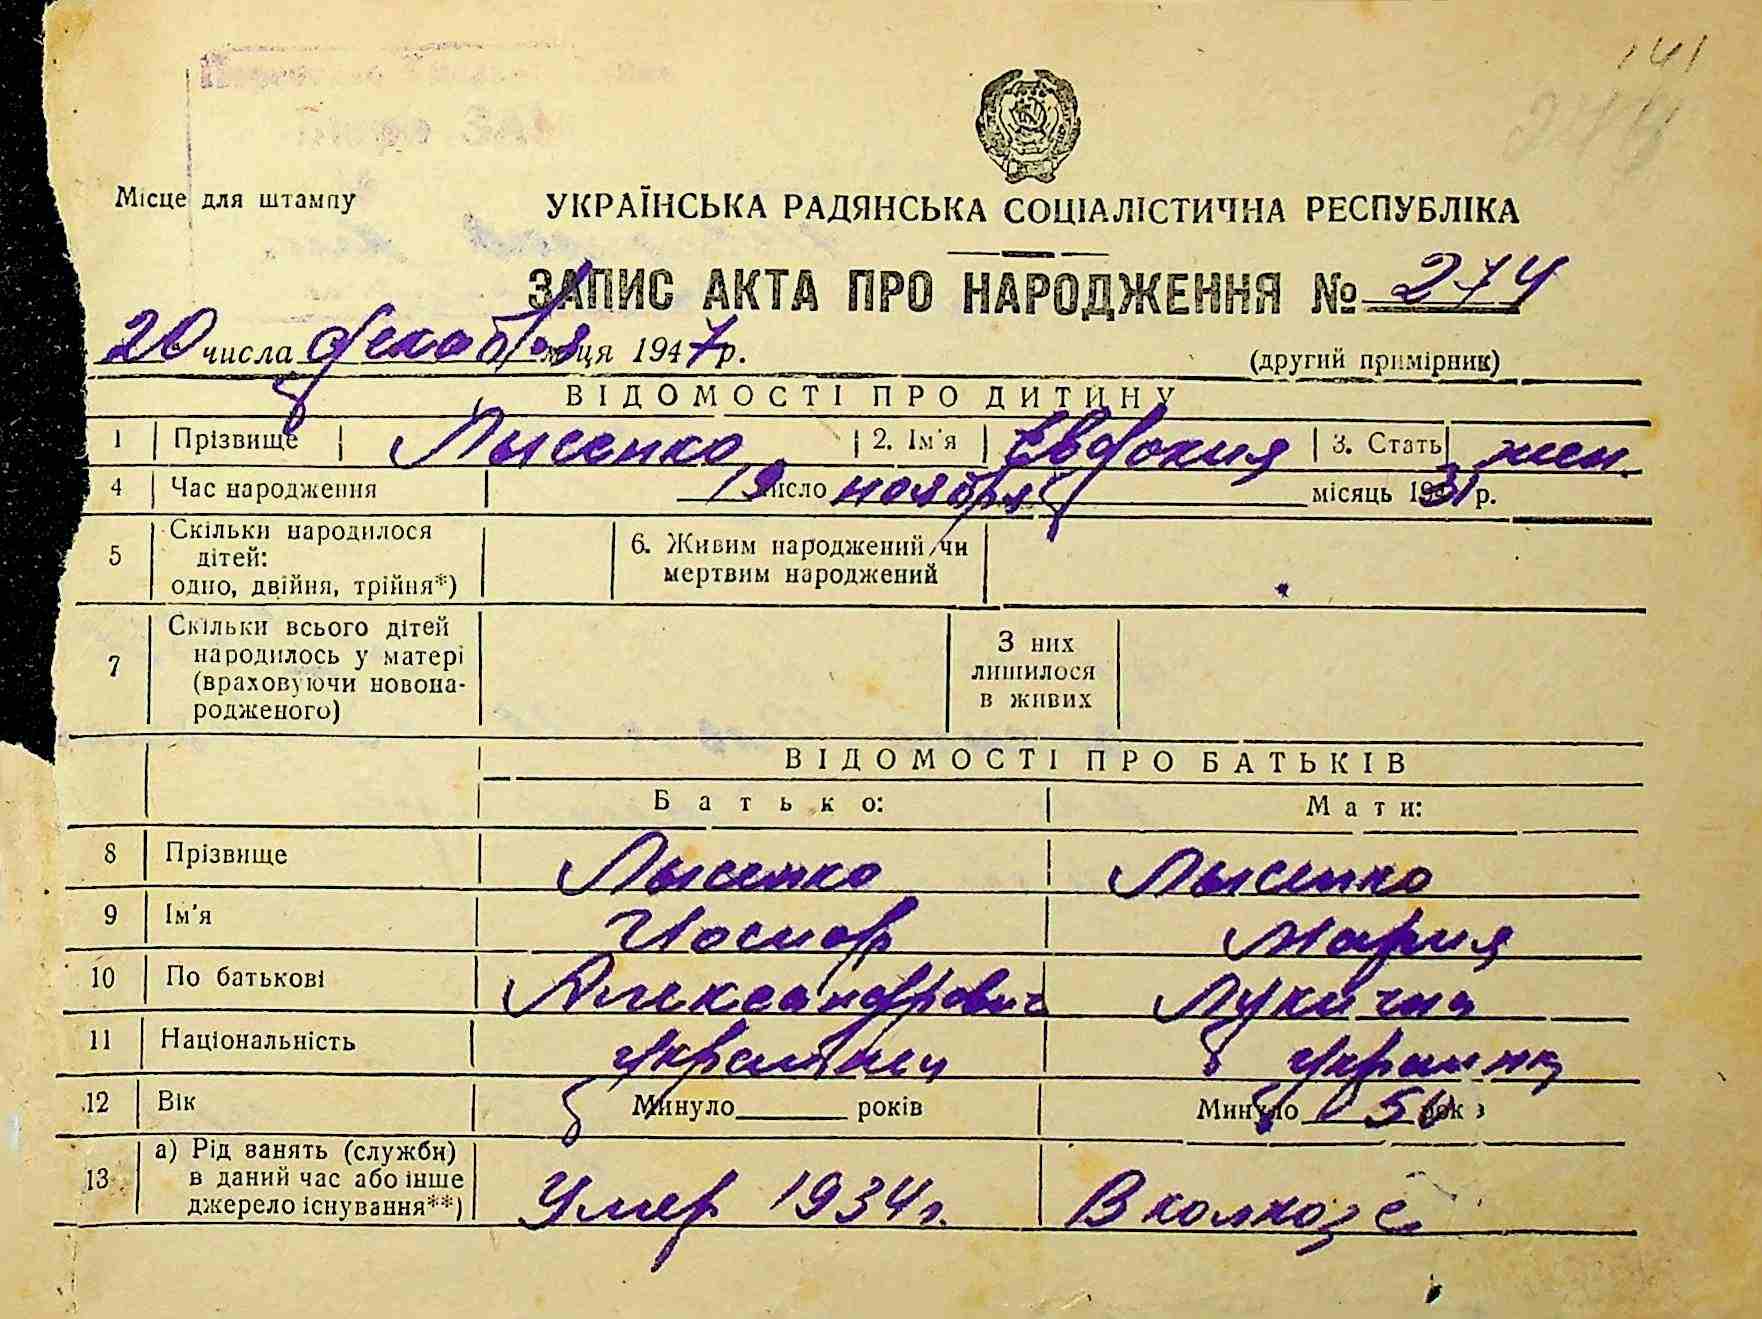 141
274
Місце для штампу
УКРАЇНСЬКА РАДЯНСЬКА СОЦІАЛІСТИЧНА РЕСПУБЛІКА
ЗАПИС АКТА ПРО НАРОДЖЕННЯ № 274
20 числа декабря місяця 1947 р. (другий примірник)
ВІДОМОСТІ ПРО ДИТИНУ
1 Прізвище Лысенко 2. Ім'я Евдокия 3. Стать жен.
4 Час народження 19 число ноября місяць 1931 р.
5 Скільки народилося дітей: одно, двійня, трійня*) 6. Живим народжений чи мертвим народжений
7 Скільки всього дітей народилось у матері (враховуючи новонародженого) З них лишилося в живих
ВІДОМОСТІ ПРО БАТЬКІВ
Батько: Мати:
8 Прізвище Лысенко Лысенко
9 Ім'я Иосиф Мария
10 По батькові Александрович Лукична
11 Національність Украинец Украинка
12 Вік Минуло років Минуло 50 років
13 а) Рід занять (служби) в даний час або інше джерело існування**) Умер 1934 г. В колхозе